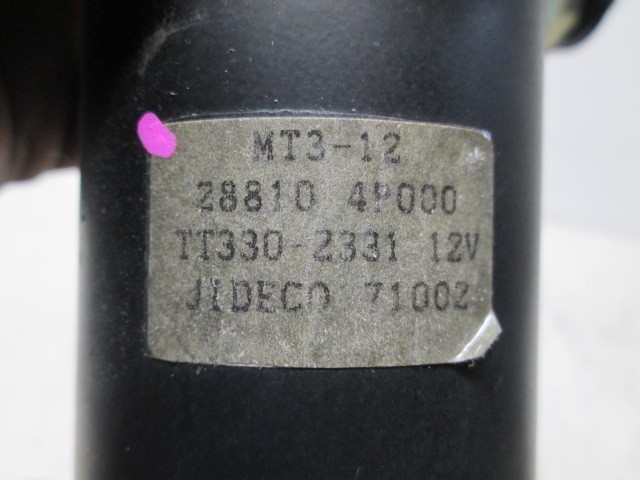 MT3-12
28810 4P000
TT330-2331 12V
JIDECO 71002